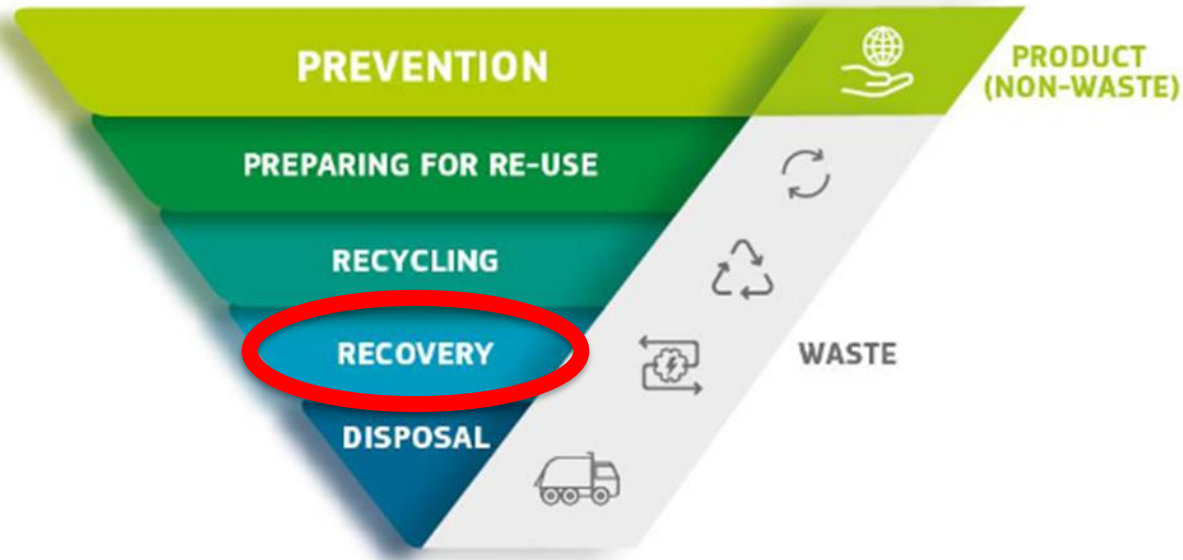 PREVENTION
PRODUCT
(NON-WASTE)
PREPARING FOR RE-USE
RECYCLING
RECOVERY
WASTE
DISPOSAL